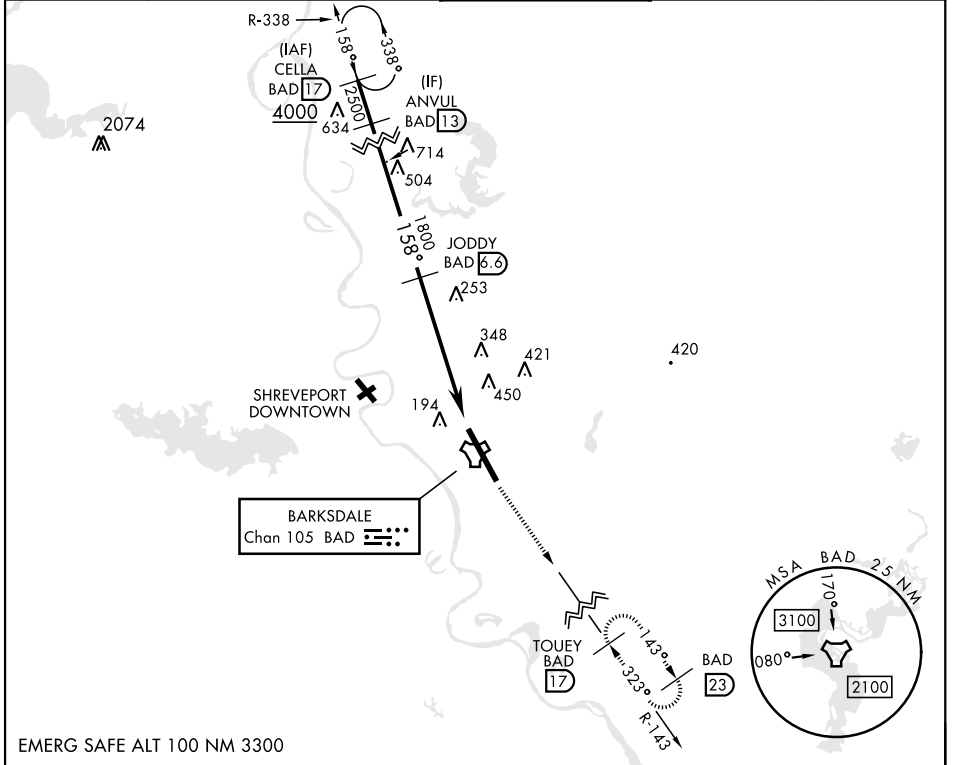 R-338
158°
338°
(IAF)
CELLA
BAD 17
4000
2500
634
(IF)
ANVUL
BAD 13
2074
714
504
1800
158°
JODDY
BAD 6.6
253
348
421
420
450
SHREVEPORT
DOWNTOWN
194
BARKSDALE
Chan 105 BAD
MSA BAD 25 NM
170°
3100
080°
2100
TOUEY
BAD
17
143°
323°
BAD
23
R-143
EMERG SAFE ALT 100 NM 3300